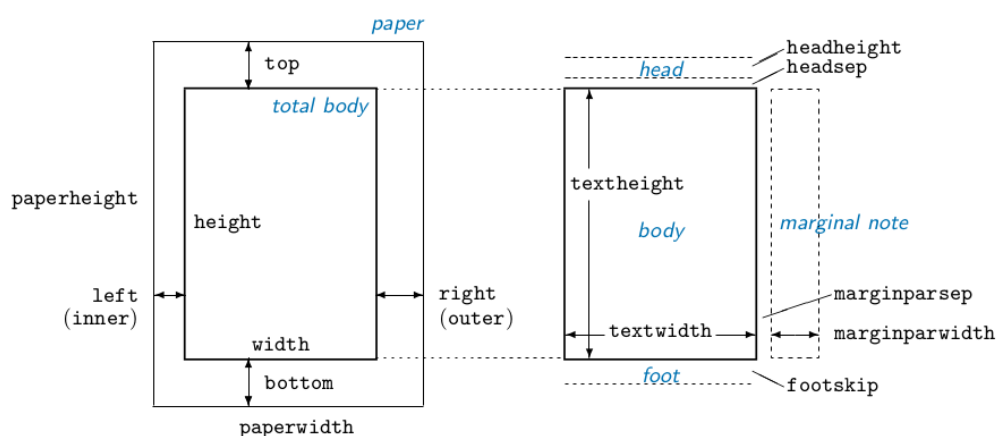 paper
top
total body
paperheight
height
left
(inner)
right
(outer)
width
bottom
paperwidth
headheight
head
headsep
textheight
body
marginal note
marginparsep
textwidth
marginparwidth
foot
footskip